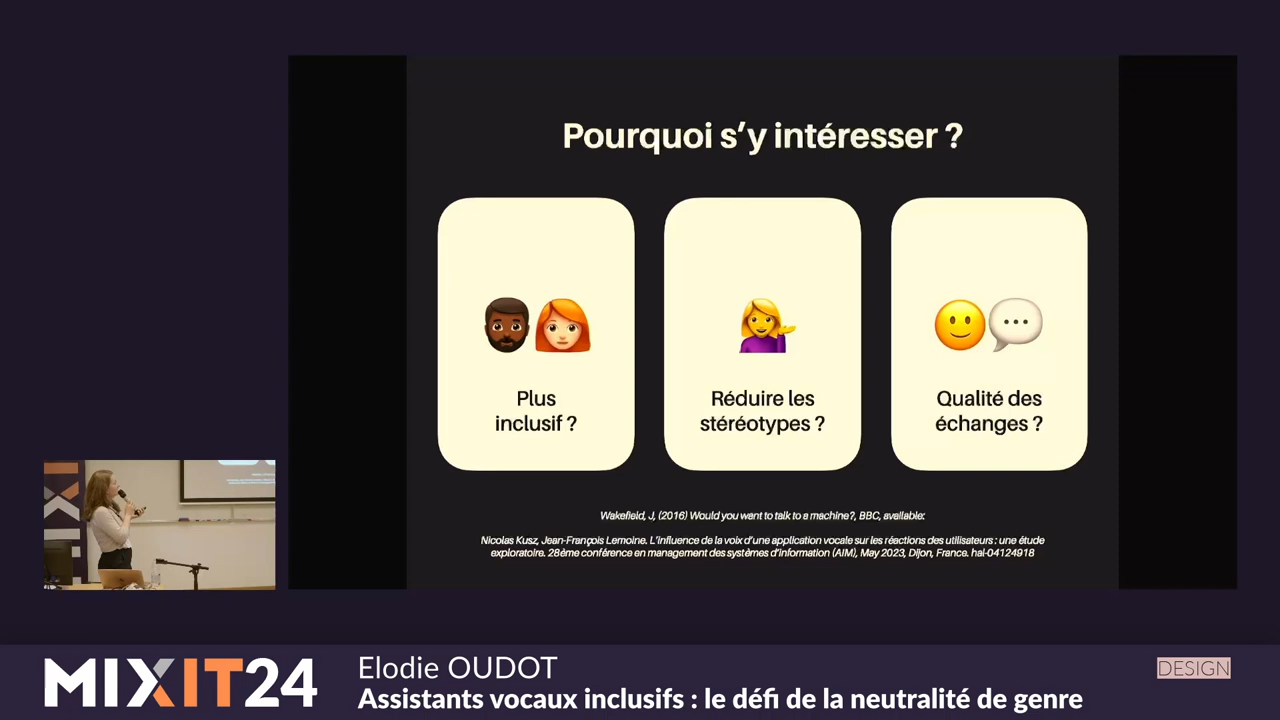 Pourquoi s'y intéresser ?
Plus
inclusif ?
Réduire les
stéréotypes ?
Qualité des
échanges ?
Wakefield, J, (2016) Would you want to talk to a machine?, BBC, available:
Nicolas Kusz, Jean-François Lemoine. L'influence de la voix d'une application vocale sur les réactions des utilisateurs : une étude
exploratoire. 28ème conférence en management des systèmes d'information (AIM), May 2023, Dijon, France. hal-04124918
MIXIT24
Elodie OUDOT
Assistants vocaux inclusifs : le défi de la neutralité de genre
DESIGN